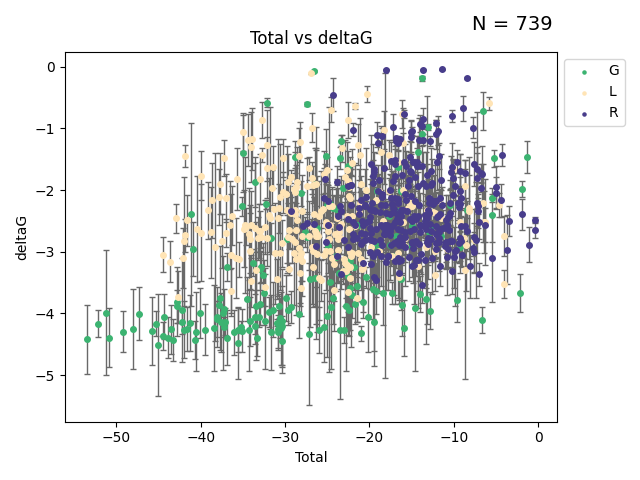 N = 739
Total vs deltaG
G
L
R
0
−1
−2
−3
−4
−5
deltaG
−50 −40 −30 −20 −10 0
Total